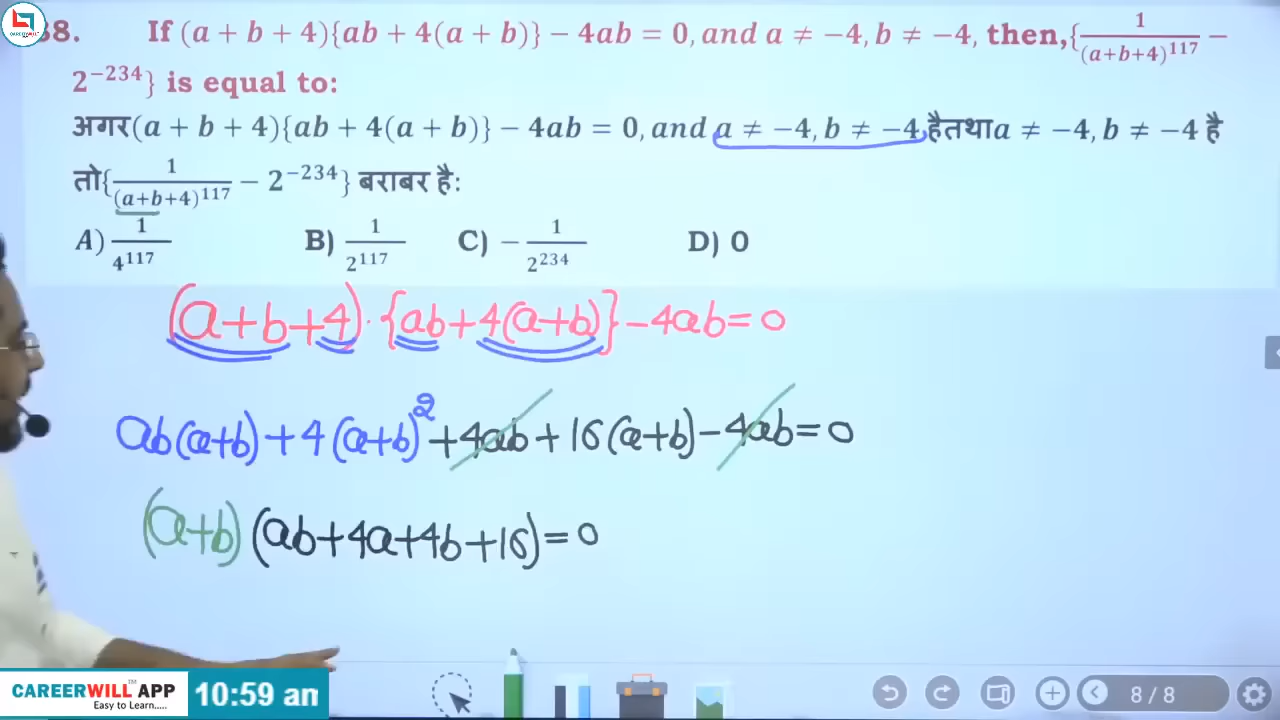 CAREERWILL
38. If (a + b + 4){ab + 4(a + b)} − 4ab = 0, and a ≠ −4, b ≠ −4, then,{1/(a+b+4)^117 −
2^−234} is equal to:
अगर(a + b + 4){ab + 4(a + b)} − 4ab = 0, and a ≠ −4, b ≠ −4 हैतथाa ≠ −4, b ≠ −4 है
तो{1/(a+b+4)^117 − 2^−234} बराबर है:
A) 1/4^117 B) 1/2^117 C) − 1/2^234 D) 0
(a+b+4)·{ab+4(a+b)}−4ab=0
ab(a+b)+4(a+b)^2+4ab+16(a+b)−4ab=0
(a+b)(ab+4a+4b+16)=0
CAREERWILL™APP
Easy to Learn.....
10:59 am
8 / 8